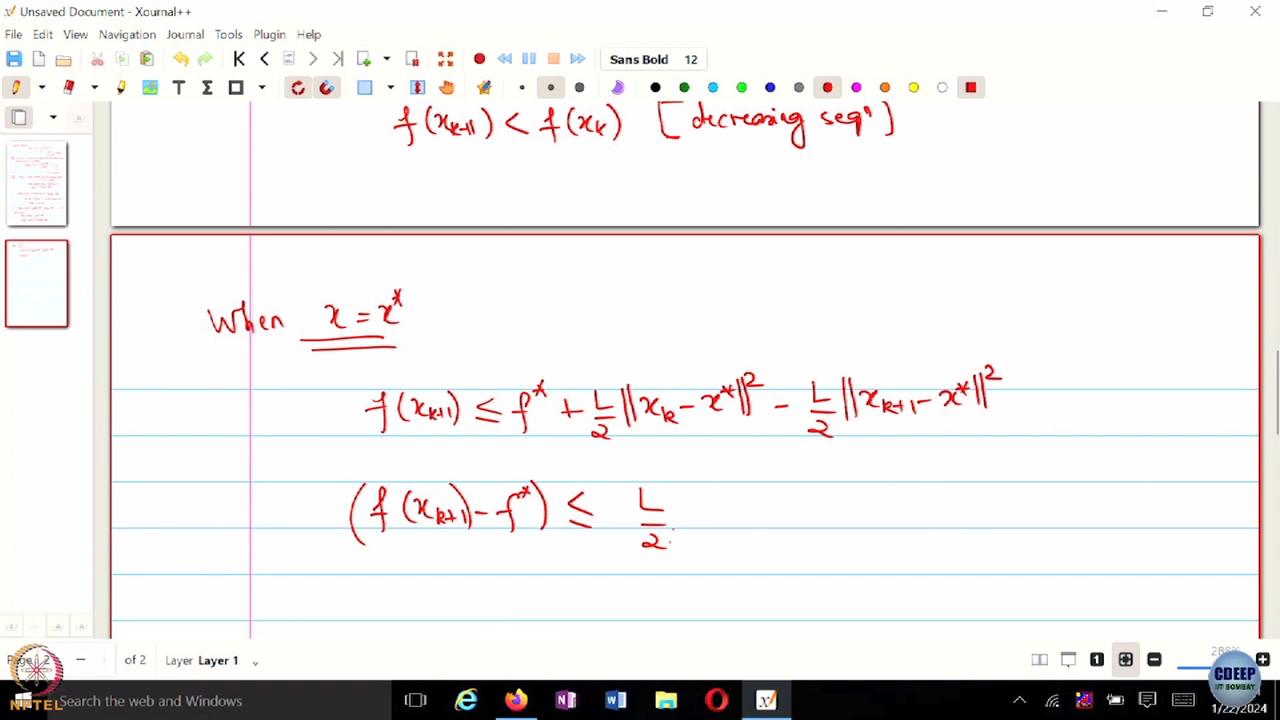 Unsaved Document - Xournal++
File Edit View Navigation Journal Tools Plugin Help
Sans Bold 12
f(x_{k+1}) < f(x_k) [decreasing seqⁿ]
When x = x*
f(x_{k+1}) ≤ f* + L/2 ||x_k - x*||² - L/2 ||x_{k+1} - x*||²
(f(x_{k+1}) - f*) ≤ L/2
Page 2 of 2 Layer Layer 1
288%
NPTEL
CDEEP
IIT BOMBAY
Search the web and Windows
1/22/2024